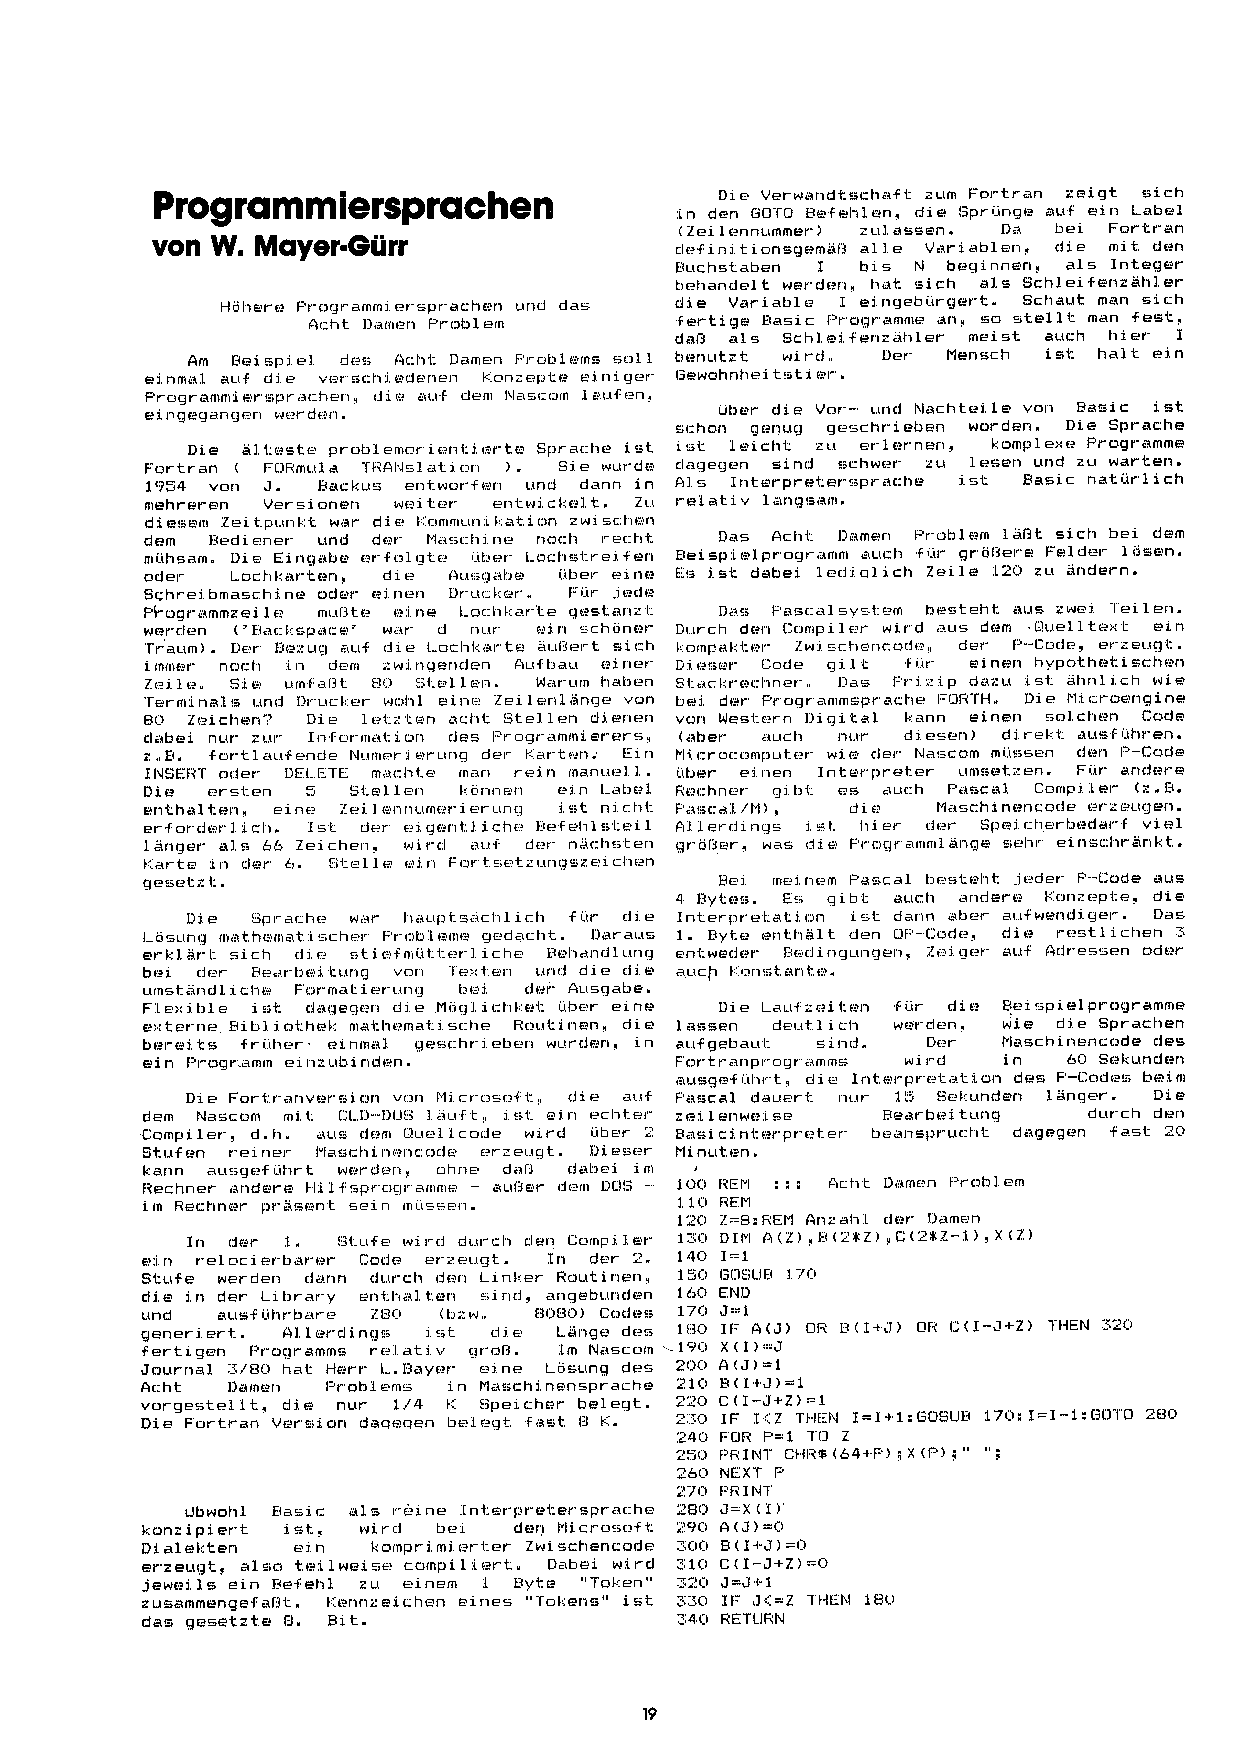 Programmiersprachen
von W. Mayer-Gürr
Höhere Programmiersprachen und das
Acht Damen Problem
Am Beispiel des Acht Damen Problems soll
einmal auf die verschiedenen Konzepte einiger
Programmiersprachen, die auf dem Nascom laufen,
eingegangen werden.
Die älteste problemorientierte Sprache ist
Fortran ( FORmula TRANslation ). Sie wurde
1954 von J. Backus entworfen und dann in
mehreren Versionen weiter entwickelt. Zu
diesem Zeitpunkt war die Kommunikation zwischen
dem Bediener und der Maschine noch recht
mühsam. Die Eingabe erfolgte über Lochstreifen
oder Lochkarten, die Ausgabe über eine
Schreibmaschine oder einen Drucker. Für jede
Programmzeile mußte eine Lochkarte gestanzt
werden ('Backspace' war d nur ein schöner
Traum). Der Bezug auf die Lochkarte äußert sich
immer noch in dem zwingenden Aufbau einer
Zeile. Sie umfaßt 80 Stellen. Warum haben
Terminals und Drucker wohl eine Zeilenlänge von
80 Zeichen? Die letzten acht Stellen dienen
dabei nur zur Information des Programmierers,
z.B. fortlaufende Numerierung der Karten. Ein
INSERT oder DELETE machte man rein manuell.
Die ersten 5 Stellen können ein Label
enthalten, eine Zeilennumerierung ist nicht
erforderlich. Ist der eigentliche Befehlsteil
länger als 66 Zeichen, wird auf der nächsten
Karte in der 6. Stelle ein Fortsetzungszeichen
gesetzt.
Die Sprache war hauptsächlich für die
Lösung mathematischer Probleme gedacht. Daraus
erklärt sich die stiefmütterliche Behandlung
bei der Bearbeitung von Texten und die die
umständliche Formatierung bei der Ausgabe.
Flexible ist dagegen die Möglichket über eine
externe Bibliothek mathematische Routinen, die
bereits früher einmal geschrieben wurden, in
ein Programm einzubinden.
Die Fortranversion von Microsoft, die auf
dem Nascom mit CLD-DOS läuft, ist ein echter
Compiler, d.h. aus dem Quellcode wird über 2
Stufen reiner Maschinencode erzeugt. Dieser
kann ausgeführt werden, ohne daß dabei im
Rechner andere Hilfsprogramme - außer dem DOS -
im Rechner präsent sein müssen.
In der 1. Stufe wird durch den Compiler
ein relocierbarer Code erzeugt. In der 2.
Stufe werden dann durch den Linker Routinen,
die in der Library enthalten sind, angebunden
und ausführbare Z80 (bzw. 8080) Codes
generiert. Allerdings ist die Länge des
fertigen Programms relativ groß. Im Nascom
Journal 3/80 hat Herr L.Bayer eine Lösung des
Acht Damen Problems in Maschinensprache
vorgestellt, die nur 1/4 K Speicher belegt.
Die Fortran Version dagegen belegt fast 8 K.
Obwohl Basic als reine Interpretersprache
konzipiert ist, wird bei den Microsoft
Dialekten ein komprimierter Zwischencode
erzeugt, also teilweise compiliert. Dabei wird
jeweils ein Befehl zu einem 1 Byte "Token"
zusammengefaßt. Kennzeichen eines "Tokens" ist
das gesetzte 8. Bit.
Die Verwandtschaft zum Fortran zeigt sich
in den GOTO Befehlen, die Sprünge auf ein Label
(Zeilennummer) zulassen. Da bei Fortran
definitionsgemäß alle Variablen, die mit den
Buchstaben I bis N beginnen, als Integer
behandelt werden, hat sich als Schleifenzähler
die Variable I eingebürgert. Schaut man sich
fertige Basic Programme an, so stellt man fest,
daß als Schleifenzähler meist auch hier I
benutzt wird. Der Mensch ist halt ein
Gewohnheitstier.
über die Vor- und Nachteile von Basic ist
schon genug geschrieben worden. Die Sprache
ist leicht zu erlernen, komplexe Programme
dagegen sind schwer zu lesen und zu warten.
Als Interpretersprache ist Basic natürlich
relativ langsam.
Das Acht Damen Problem läßt sich bei dem
Beispielprogramm auch für größere Felder lösen.
Es ist dabei lediglich Zeile 120 zu ändern.
Das Pascalsystem besteht aus zwei Teilen.
Durch den Compiler wird aus dem Quelltext ein
kompakter Zwischencode, der P-Code, erzeugt.
Dieser Code gilt für einen hypothetischen
Stackrechner. Das Prizip dazu ist ähnlich wie
bei der Programmsprache FORTH. Die Microengine
von Western Digital kann einen solchen Code
(aber auch nur diesen) direkt ausführen.
Microcomputer wie der Nascom müssen den P-Code
über einen Interpreter umsetzen. Für andere
Rechner gibt es auch Pascal Compiler (z.B.
Pascal/M), die Maschinencode erzeugen.
Allerdings ist hier der Speicherbedarf viel
größer, was die Programmlänge sehr einschränkt.
Bei meinem Pascal besteht jeder P-Code aus
4 Bytes. Es gibt auch andere Konzepte, die
Interpretation ist dann aber aufwendiger. Das
1. Byte enthält den OP-Code, die restlichen 3
entweder Bedingungen, Zeiger auf Adressen oder
auch Konstante.
Die Laufzeiten für die Beispielprogramme
lassen deutlich werden, wie die Sprachen
aufgebaut sind. Der Maschinencode des
Fortranprogramms wird in 60 Sekunden
ausgeführt, die Interpretation des P-Codes beim
Pascal dauert nur 15 Sekunden länger. Die
zeilenweise Bearbeitung durch den
Basicinterpreter beansprucht dagegen fast 20
Minuten.
100 REM ::: Acht Damen Problem
110 REM
120 Z=8:REM Anzahl der Damen
130 DIM A(Z),B(2*Z),C(2*Z-1),X(Z)
140 I=1
150 GOSUB 170
160 END
170 J=1
180 IF A(J) OR B(I+J) OR C(I-J+Z) THEN 320
190 X(I)=J
200 A(J)=1
210 B(I+J)=1
220 C(I-J+Z)=1
230 IF I<Z THEN I=I+1:GOSUB 170:I=I-1:GOTO 280
240 FOR P=1 TO Z
250 PRINT CHR$(64+P);X(P);" ";
260 NEXT P
270 PRINT
280 J=X(I)
290 A(J)=0
300 B(I+J)=0
310 C(I-J+Z)=0
320 J=J+1
330 IF J<=Z THEN 180
340 RETURN
19